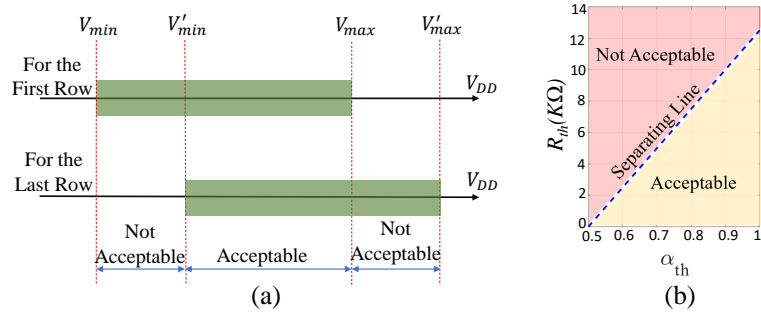 V_min V'_min V_max V'_max
For the
First Row
V_DD
For the
Last Row
V_DD
Not
Acceptable
Acceptable
Not
Acceptable
(a)
14
12
10
8
6
4
2
0
R_th(KΩ)
Not Acceptable
Separating Line
Acceptable
0.5 0.6 0.7 0.8 0.9 1
α_th
(b)